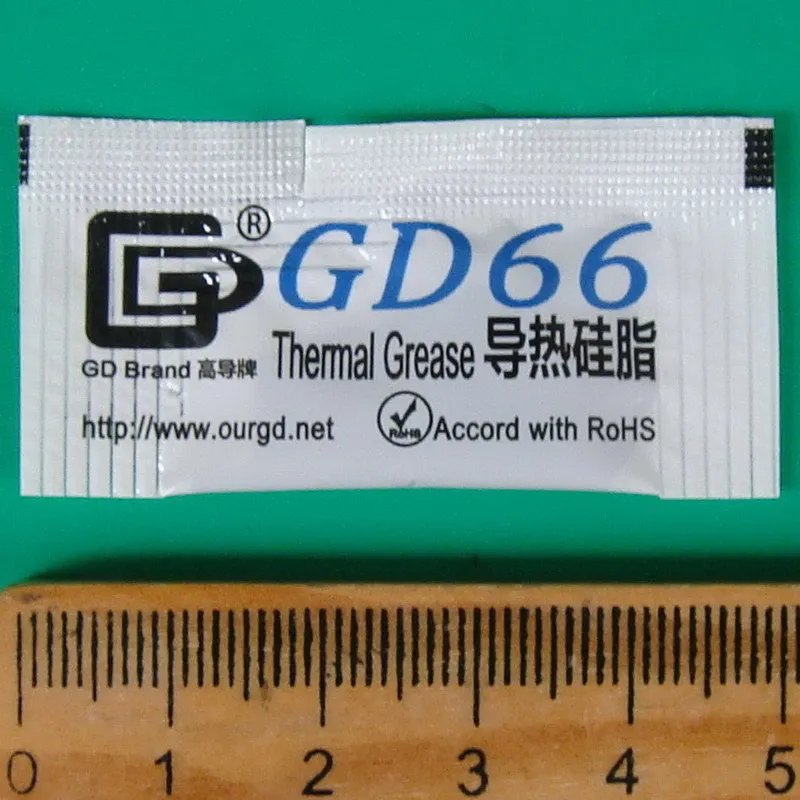 GD ® GD66
GD Brand 高导牌 Thermal Grease 导热硅脂
http://www.ourgd.net RoHS Accord with RoHS
0 1 2 3 4 5